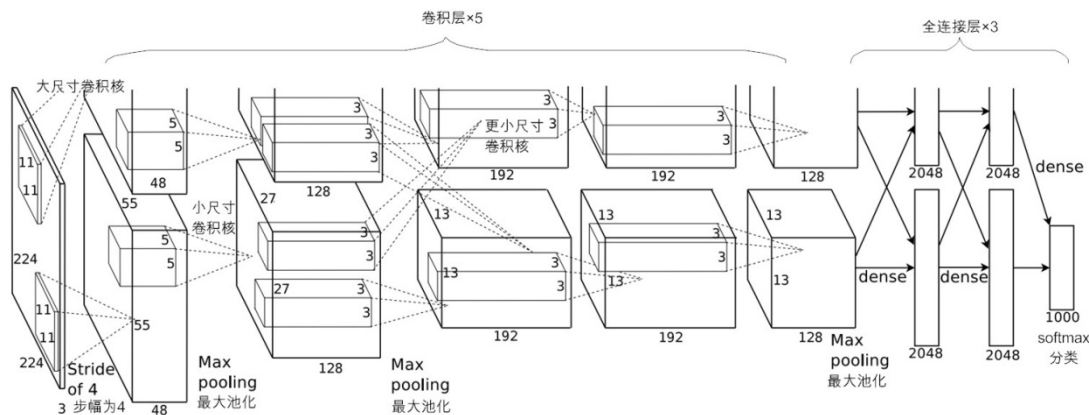 卷积层×5
全连接层×3
大尺寸卷积核
11
11
11
11
224
224
3
Stride
of 4
步幅为4
5
5
48
55
5
5
55
48
小尺寸
卷积核
Max
pooling
最大池化
3
3
128
27
3
3
27
3
3
128
Max
pooling
最大池化
3
3
更小尺寸
卷积核
192
13
3
13
3
192
3
3
192
13
3
13
192
128
13
13
128
Max
pooling
最大池化
dense
2048
2048
dense
2048
2048
dense
1000
softmax
分类